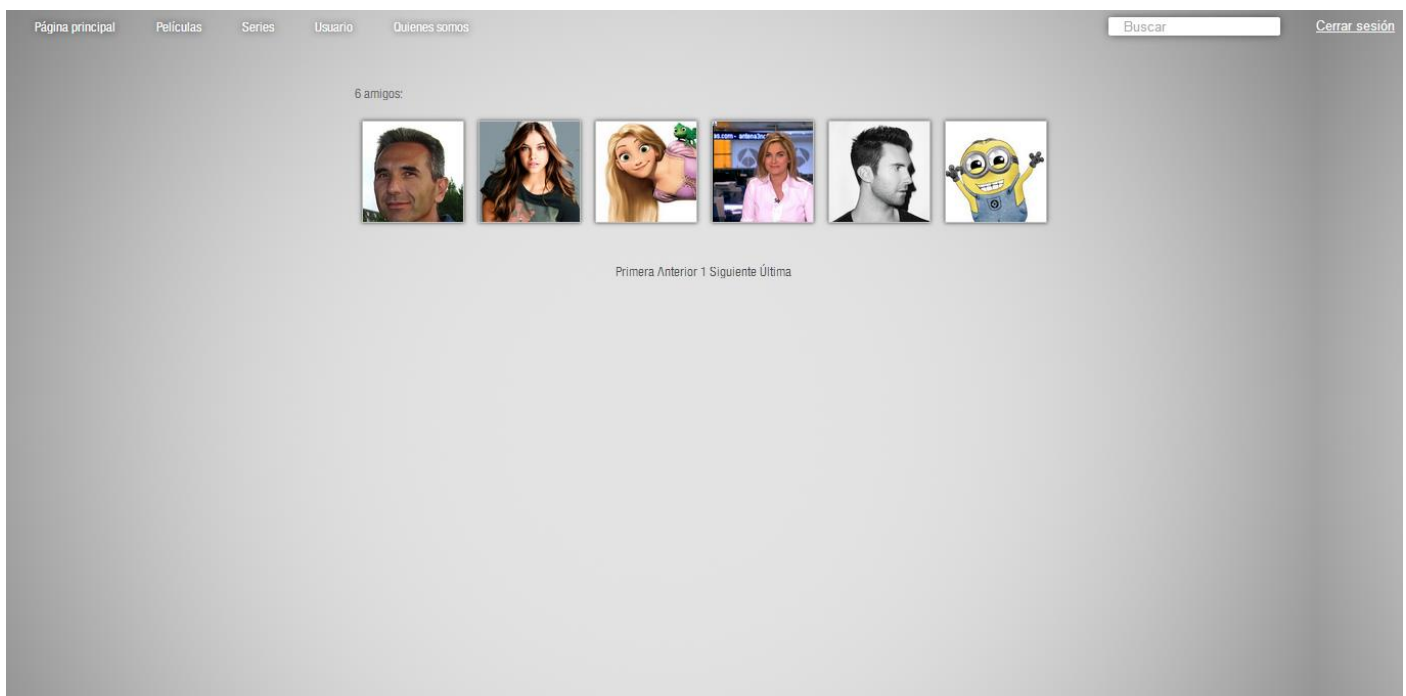 Página principal Películas Series Usuario Quienes somos Buscar Cerrar sesión
6 amigos:
Primera Anterior 1 Siguiente Última